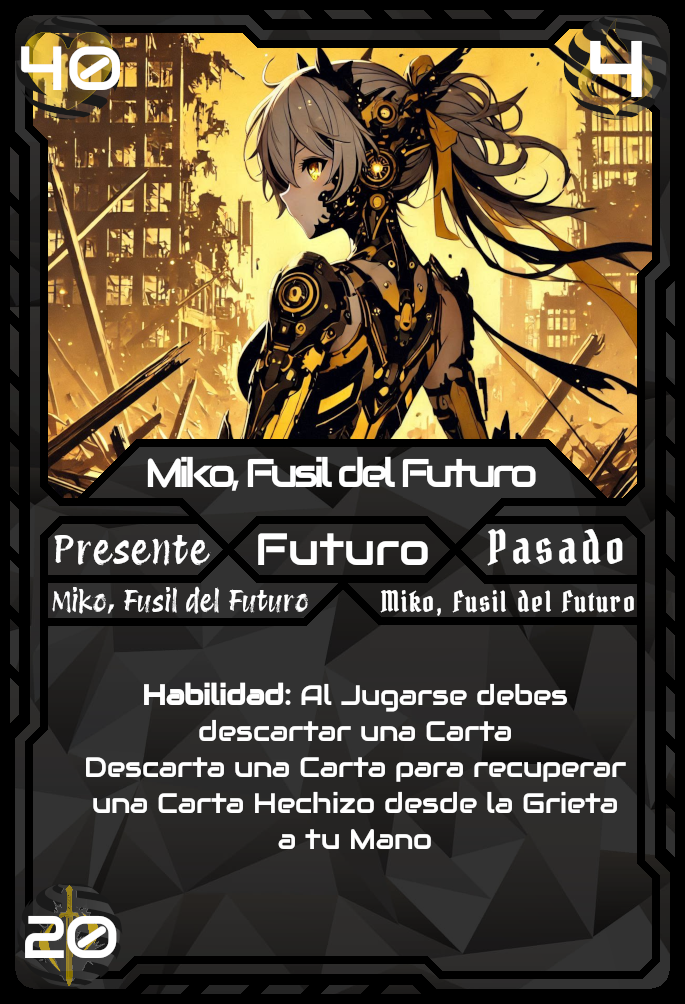 40
4
Miko, Fusil del Futuro
Presente Futuro Pasado
Miko, Fusil del Futuro Miko, Fusil del Futuro
Habilidad: Al Jugarse debes
descartar una Carta
Descarta una Carta para recuperar
una Carta Hechizo desde la Grieta
a tu Mano
20